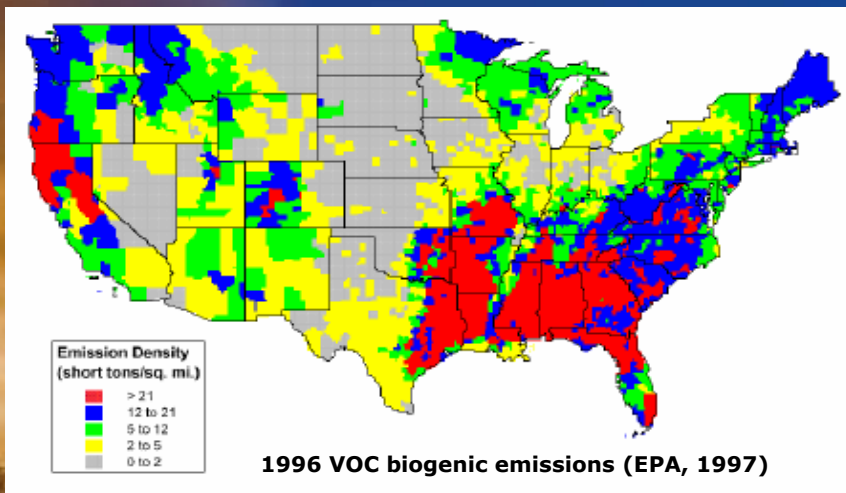 Emission Density
(short tons/sq. mi.)
> 21
12 to 21
5 to 12
2 to 5
0 to 2
1996 VOC biogenic emissions (EPA, 1997)